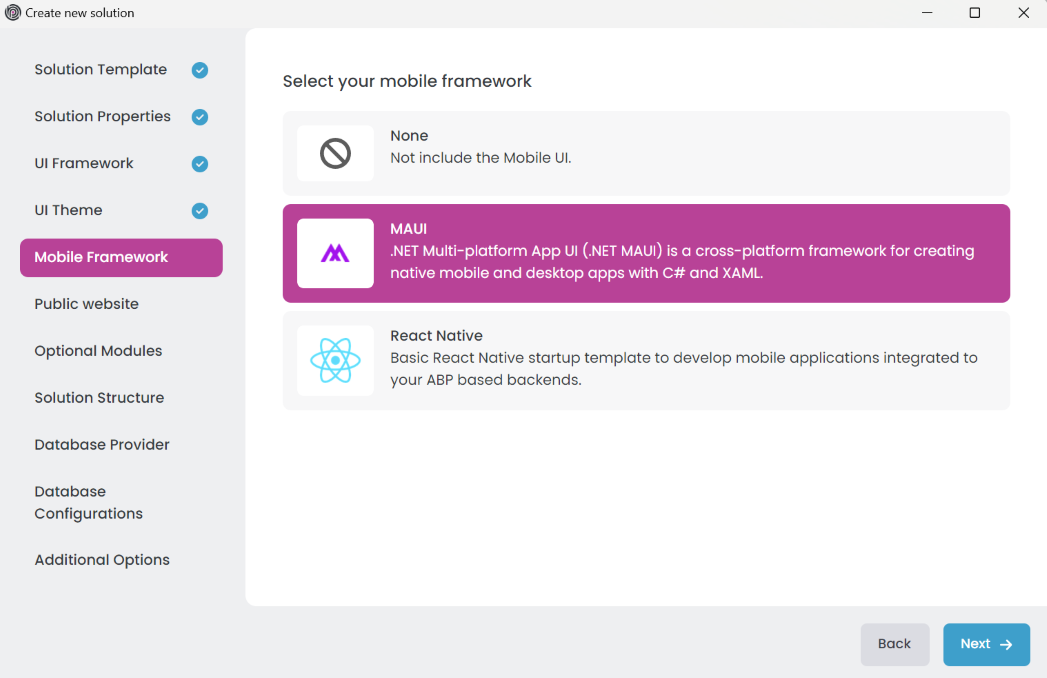 Create new solution
Solution Template
Solution Properties
UI Framework
UI Theme
Mobile Framework
Public website
Optional Modules
Solution Structure
Database Provider
Database
Configurations
Additional Options
Select your mobile framework
None
Not include the Mobile UI.
MAUI
.NET Multi-platform App UI (.NET MAUI) is a cross-platform framework for creating
native mobile and desktop apps with C# and XAML.
React Native
Basic React Native startup template to develop mobile applications integrated to
your ABP based backends.
Back
Next